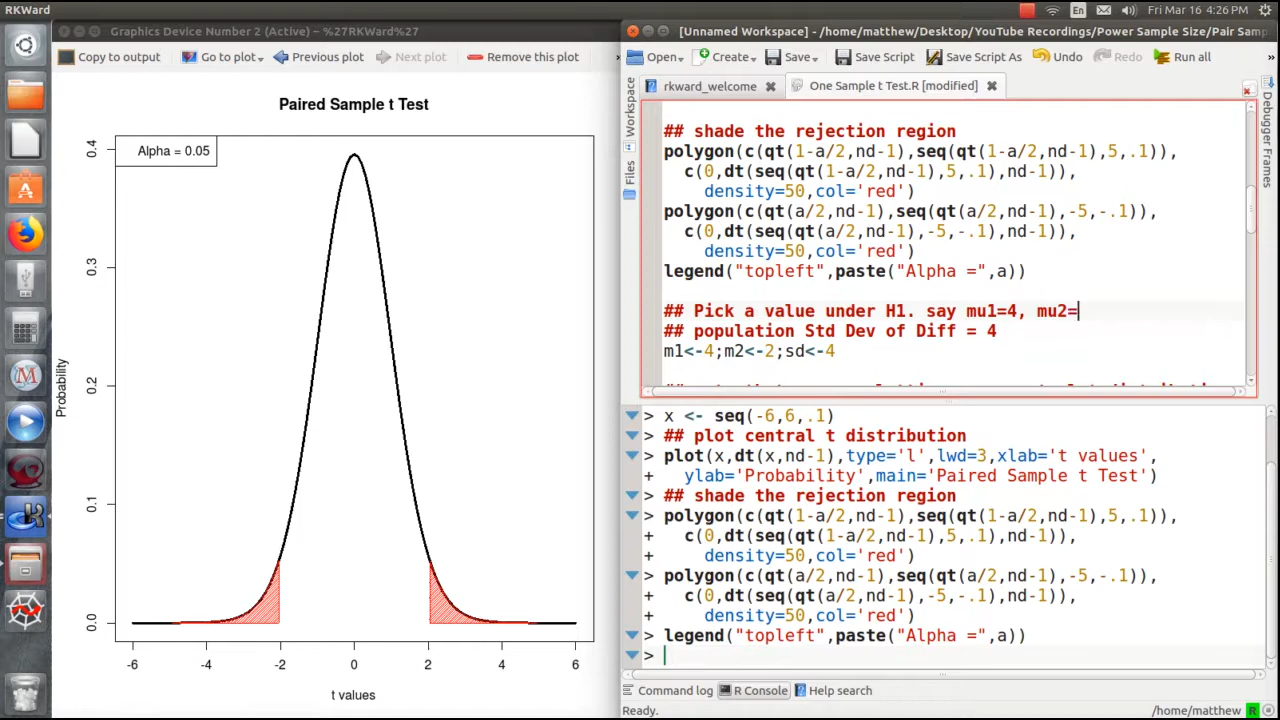 RKWard
En
Fri Mar 16 4:26 PM
Graphics Device Number 2 (Active) – %27RKWard%27
[Unnamed Workspace] - /home/matthew/Desktop/YouTube Recordings/Power Sample Size/Pair Samp
Copy to output
Go to plot
Previous plot
Next plot
Remove this plot
Open
Create
Save
Save Script
Save Script As
Undo
Redo
Run all
»
rkward_welcome
One Sample t Test.R [modified]
Workspace
Files
Debugger Frames
Paired Sample t Test
Alpha = 0.05
0.4
0.3
0.2
0.1
0.0
Probability
-6
-4
-2
0
2
4
6
t values
## shade the rejection region
polygon(c(qt(1-a/2,nd-1),seq(qt(1-a/2,nd-1),5,.1)),
c(0,dt(seq(qt(1-a/2,nd-1),5,.1),nd-1)),
density=50,col='red')
polygon(c(qt(a/2,nd-1),seq(qt(a/2,nd-1),-5,-.1)),
c(0,dt(seq(qt(a/2,nd-1),-5,-.1),nd-1)),
density=50,col='red')
legend("topleft",paste("Alpha =",a))
## Pick a value under H1. say mu1=4, mu2=
## population Std Dev of Diff = 4
m1<-4;m2<-2;sd<-4
> x <- seq(-6,6,.1)
> ## plot central t distribution
> plot(x,dt(x,nd-1),type='l',lwd=3,xlab='t values',
+ ylab='Probability',main='Paired Sample t Test')
> ## shade the rejection region
> polygon(c(qt(1-a/2,nd-1),seq(qt(1-a/2,nd-1),5,.1)),
+ c(0,dt(seq(qt(1-a/2,nd-1),5,.1),nd-1)),
+ density=50,col='red')
> polygon(c(qt(a/2,nd-1),seq(qt(a/2,nd-1),-5,-.1)),
+ c(0,dt(seq(qt(a/2,nd-1),-5,-.1),nd-1)),
+ density=50,col='red')
> legend("topleft",paste("Alpha =",a))
>
Command log
R Console
Help search
Ready.
/home/matthew
R